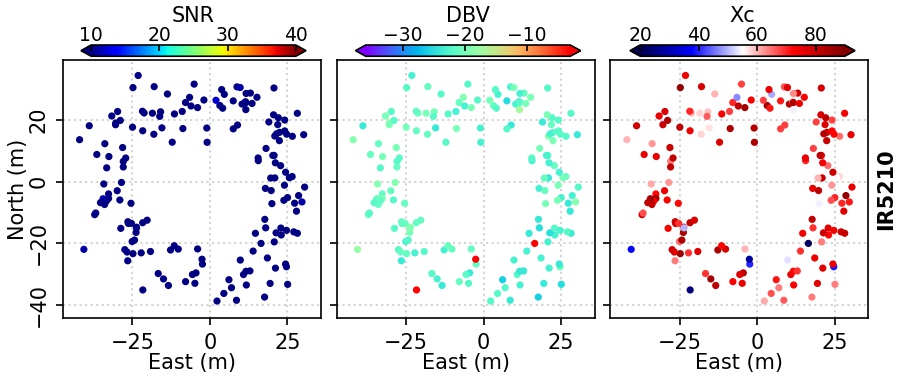 SNR DBV Xc
10 20 30 40 −30 −20 −10 20 40 60 80
20
0
−20
−40
North (m)
−25 0 25 −25 0 25 −25 0 25
East (m) East (m) East (m)
IR5210